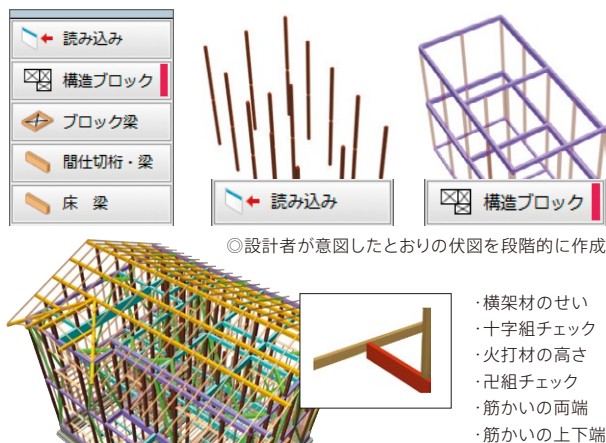 読み込み
構造ブロック
ブロック梁
間仕切桁・梁
床 梁
読み込み
構造ブロック
◎設計者が意図したとおりの伏図を段階的に作成
・横架材のせい
・十字組チェック
・火打材の高さ
・卍組チェック
・筋かいの両端
・筋かいの上下端